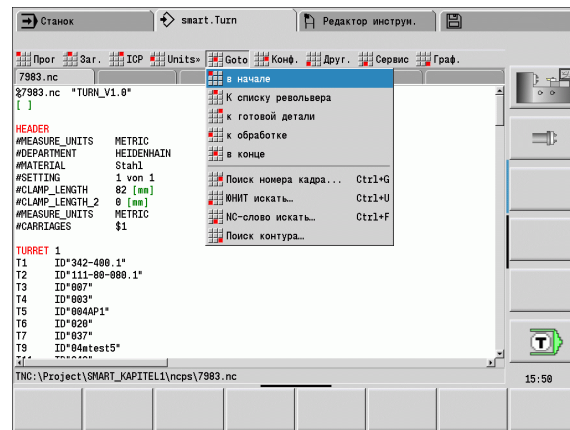 Станок
smart.Turn
Редактор инструм.
Прог Заг. ICP Units» Goto Конф. Друг. Сервис Граф.
7983.nc
%7983.nc "TURN_V1.0"
[ ]
HEADER
#MEASURE_UNITS METRIC
#DEPARTMENT HEIDENHAIN
#MATERIAL Stahl
#SETTING 1 von 1
#CLAMP_LENGTH 82 [mm]
#CLAMP_LENGTH_2 0 [mm]
#MEASURE_UNITS METRIC
#CARRIAGES $1
TURRET 1
T1 ID"342-400.1"
T2 ID"111-80-080.1"
T3 ID"007"
T4 ID"003"
T5 ID"004AP1"
T6 ID"020"
T7 ID"037"
T9 ID"04mtest5"
в начале
К списку револьвера
к готовой детали
к обработке
в конце
Поиск номера кадра... Ctrl+G
ЮНИТ искать… Ctrl+U
NC-слово искать… Ctrl+F
Поиск контура…
T
TNC:\Project\SMART_KAPITEL1\ncps\7983.nc
15:50